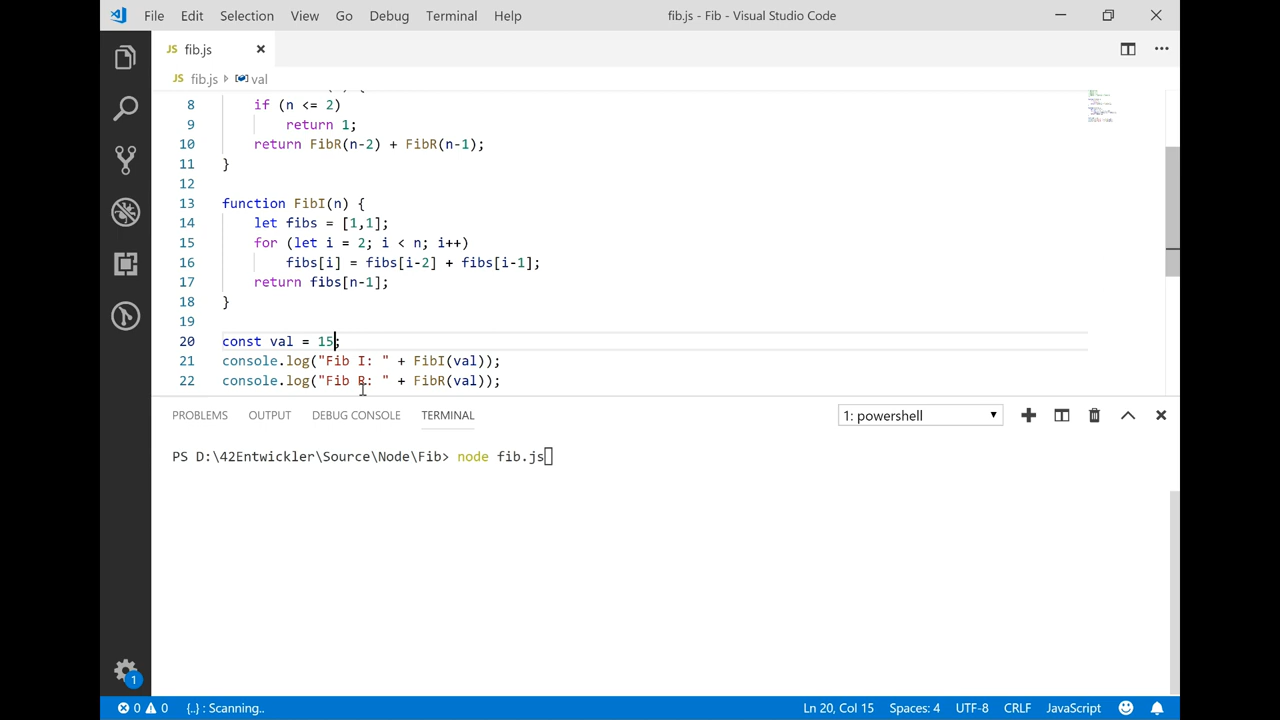 File Edit Selection View Go Debug Terminal Help fib.js - Fib - Visual Studio Code
JS fib.js
JS fib.js val
8 if (n <= 2)
9 return 1;
10 return FibR(n-2) + FibR(n-1);
11 }
12
13 function FibI(n) {
14 let fibs = [1,1];
15 for (let i = 2; i < n; i++)
16 fibs[i] = fibs[i-2] + fibs[i-1];
17 return fibs[n-1];
18 }
19
20 const val = 15;
21 console.log("Fib I: " + FibI(val));
22 console.log("Fib R: " + FibR(val));
PROBLEMS OUTPUT DEBUG CONSOLE TERMINAL 1: powershell
PS D:\42Entwickler\Source\Node\Fib> node fib.js
1
0 0 {..} : Scanning.. Ln 20, Col 15 Spaces: 4 UTF-8 CRLF JavaScript